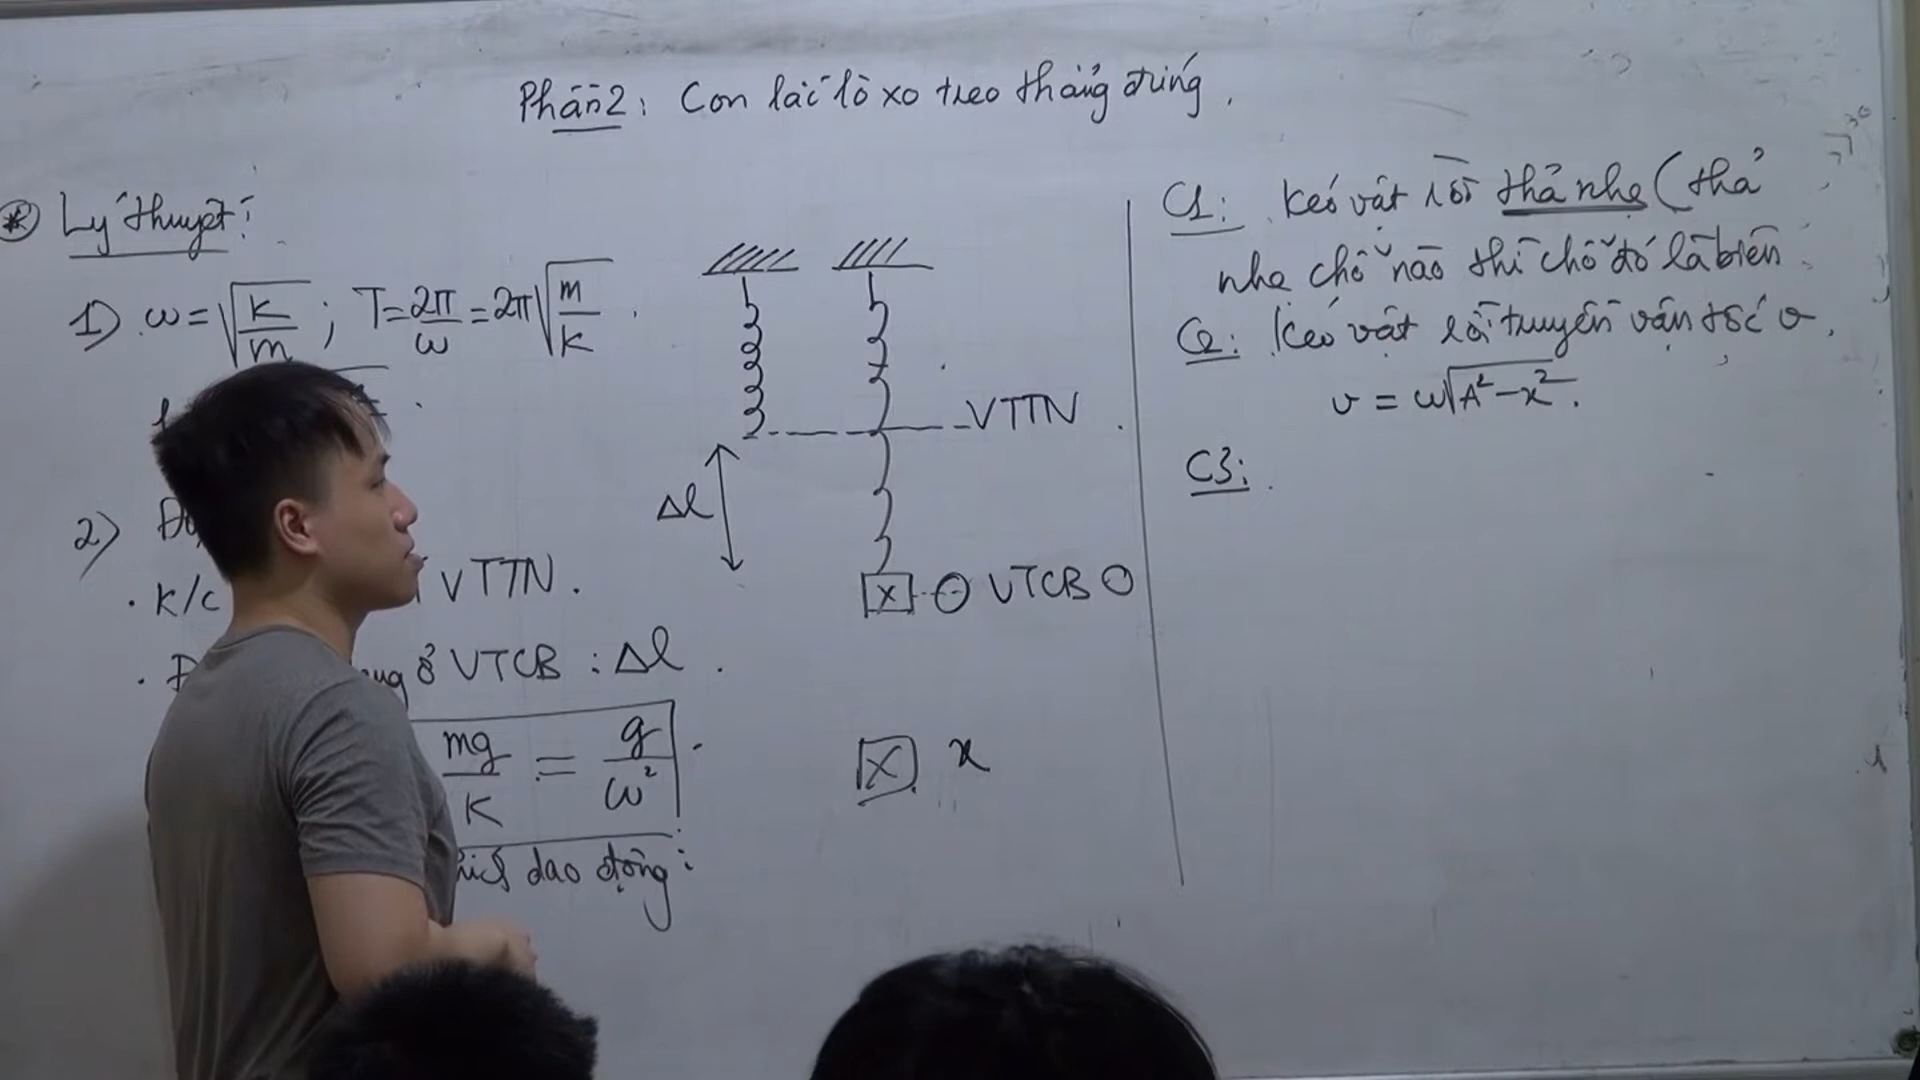 Phần 2: Con lắc lò xo treo thẳng đứng.
* Lý thuyết:
1) ω = √(k/m) ; T = 2π/ω = 2π√(m/k) .
2)
. K/c VTTN .
. ở VTCB : Δl .
mg/K = g/ω² .
dao động :
VTTN
Δl
x O VTCB O
x x
C1: Kéo vật rồi thả nhẹ (thả
nhẹ chỗ nào thì chỗ đó là biên
C2: Kéo vật rồi truyền vận tốc v.
v = ω√(A² – x²) .
C3: